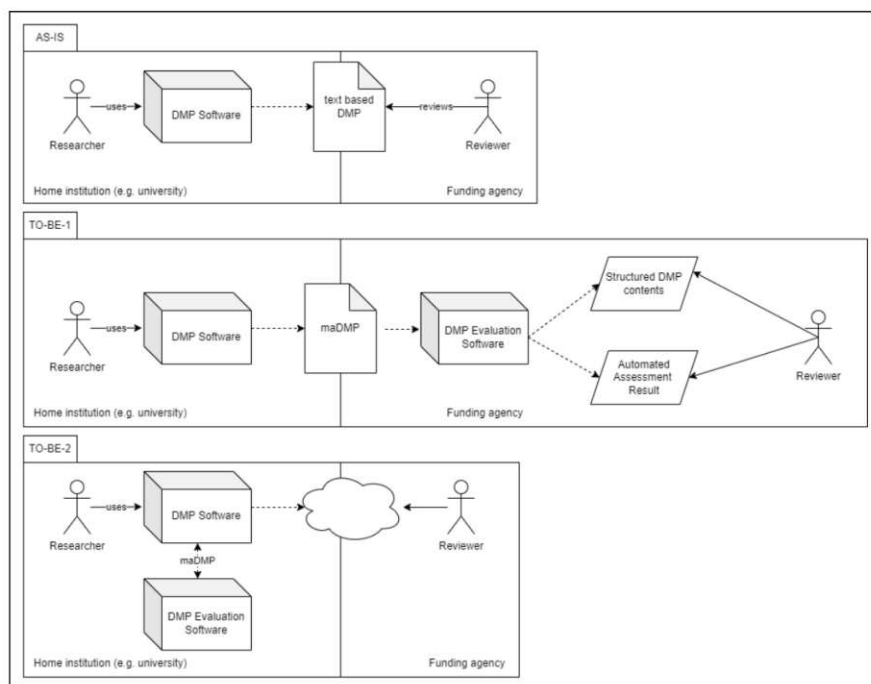 AS-IS
Researcher
uses
DMP Software
text based
DMP
reviews
Reviewer
Home institution (e.g. university)
Funding agency
TO-BE-1
Researcher
uses
DMP Software
maDMP
DMP Evaluation
Software
Structured DMP
contents
Automated
Assessment
Result
Reviewer
Home institution (e.g. university)
Funding agency
TO-BE-2
Researcher
uses
DMP Software
maDMP
DMP Evaluation
Software
Reviewer
Home institution (e.g. university)
Funding agency